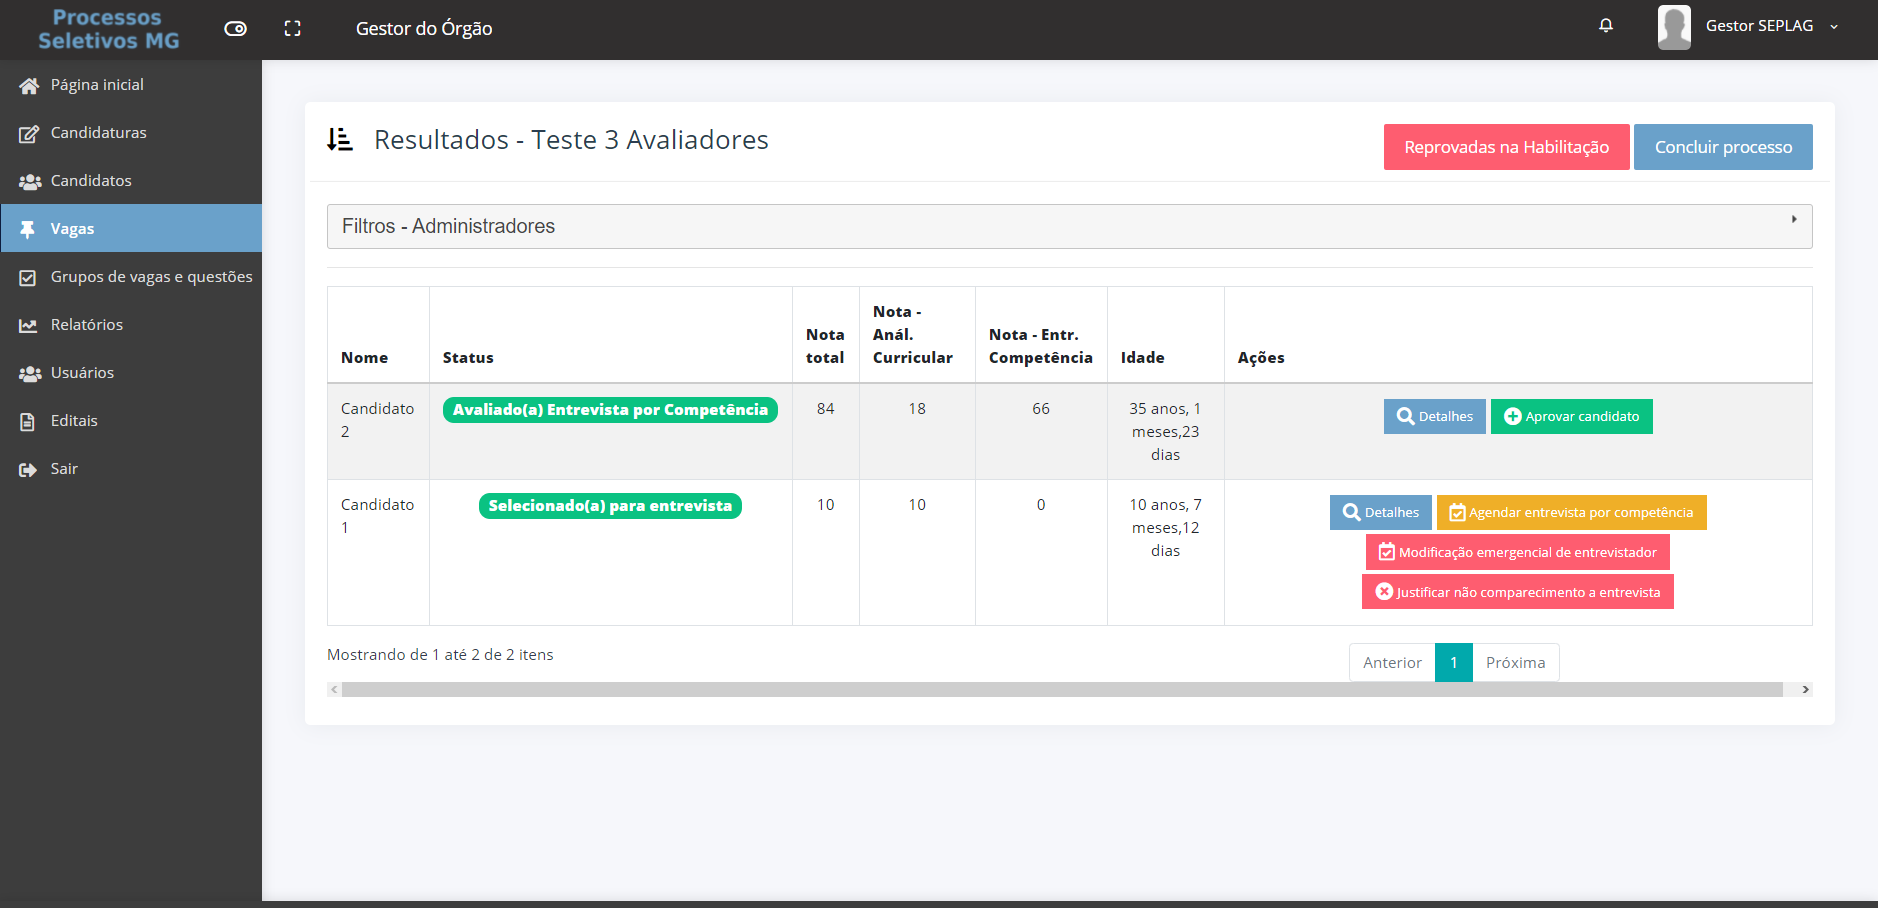 Processos
Seletivos MG
Gestor do Órgão
Gestor SEPLAG
Página inicial
Candidaturas
Candidatos
Vagas
Grupos de vagas e questões
Relatórios
Usuários
Editais
Sair
Resultados - Teste 3 Avaliadores
Reprovadas na Habilitação
Concluir processo
Filtros - Administradores
Nome
Status
Nota
total
Nota -
Anál.
Curricular
Nota - Entr.
Competência
Idade
Ações
Candidato
2
Avaliado(a) Entrevista por Competência
84
18
66
35 anos, 1
meses,23
dias
Detalhes
Aprovar candidato
Candidato
1
Selecionado(a) para entrevista
10
10
0
10 anos, 7
meses,12
dias
Detalhes
Agendar entrevista por competência
Modificação emergencial de entrevistador
Justificar não comparecimento a entrevista
Mostrando de 1 até 2 de 2 itens
Anterior
1
Próxima